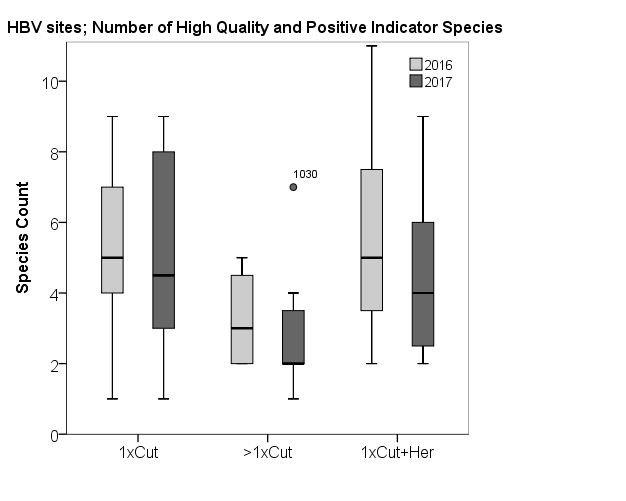 HBV sites; Number of High Quality and Positive Indicator Species
2016
2017
10
8
6
4
2
0
Species Count
1030
1xCut
>1xCut
1xCut+Her